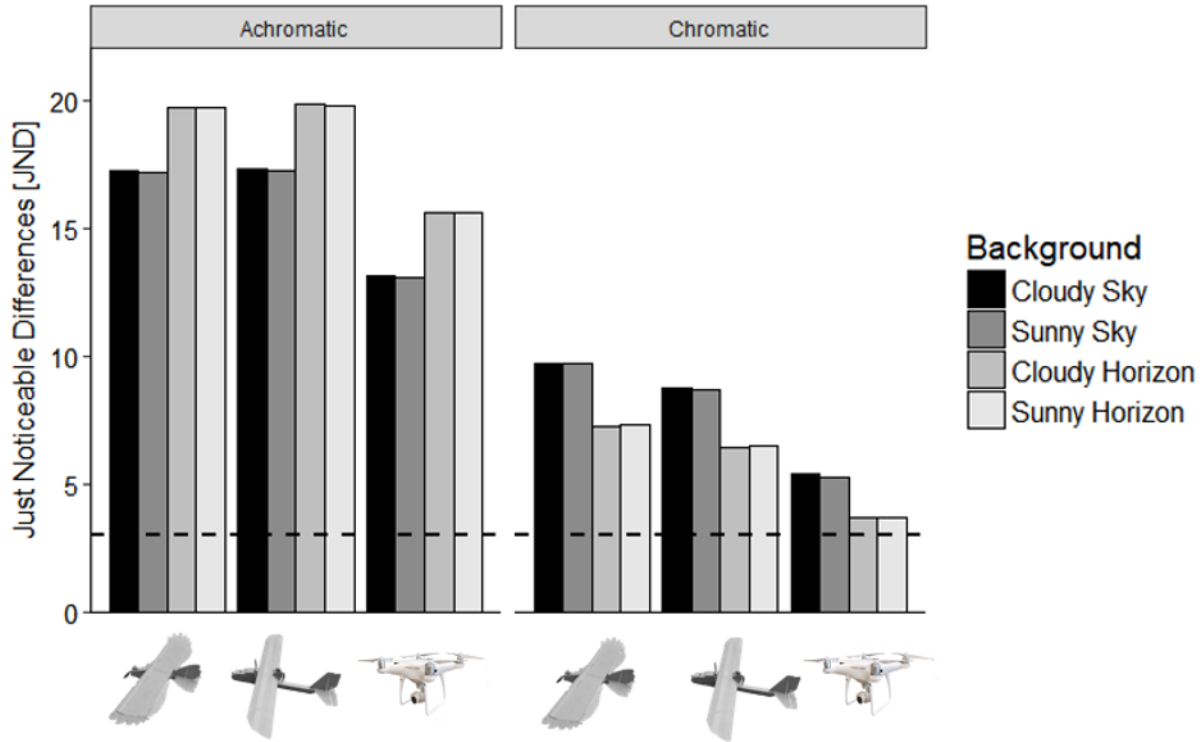 Achromatic
Chromatic
Just Noticeable Differences [JND]
20
15
10
5
0
Background
Cloudy Sky
Sunny Sky
Cloudy Horizon
Sunny Horizon